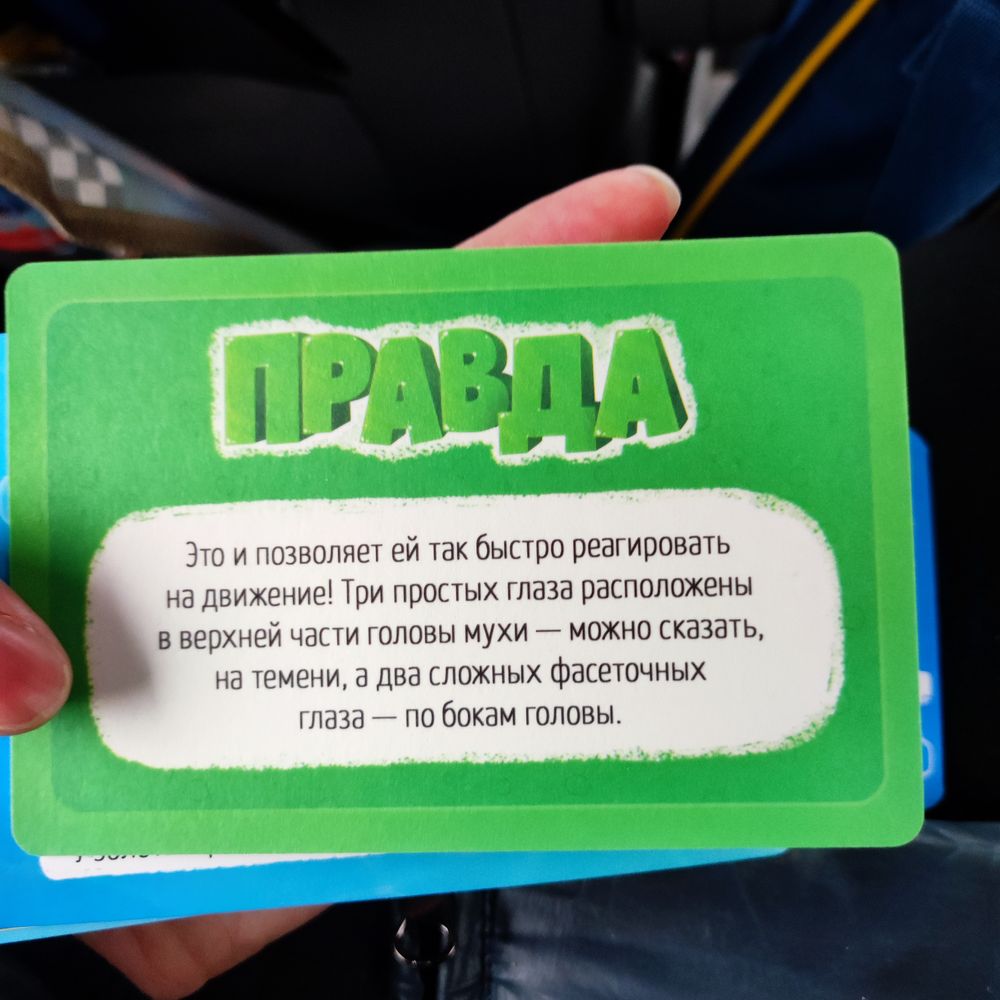 ПРАВДА
Это и позволяет ей так быстро реагировать
на движение! Три простых глаза расположены
в верхней части головы мухи — можно сказать,
на темени, а два сложных фасеточных
глаза — по бокам головы.